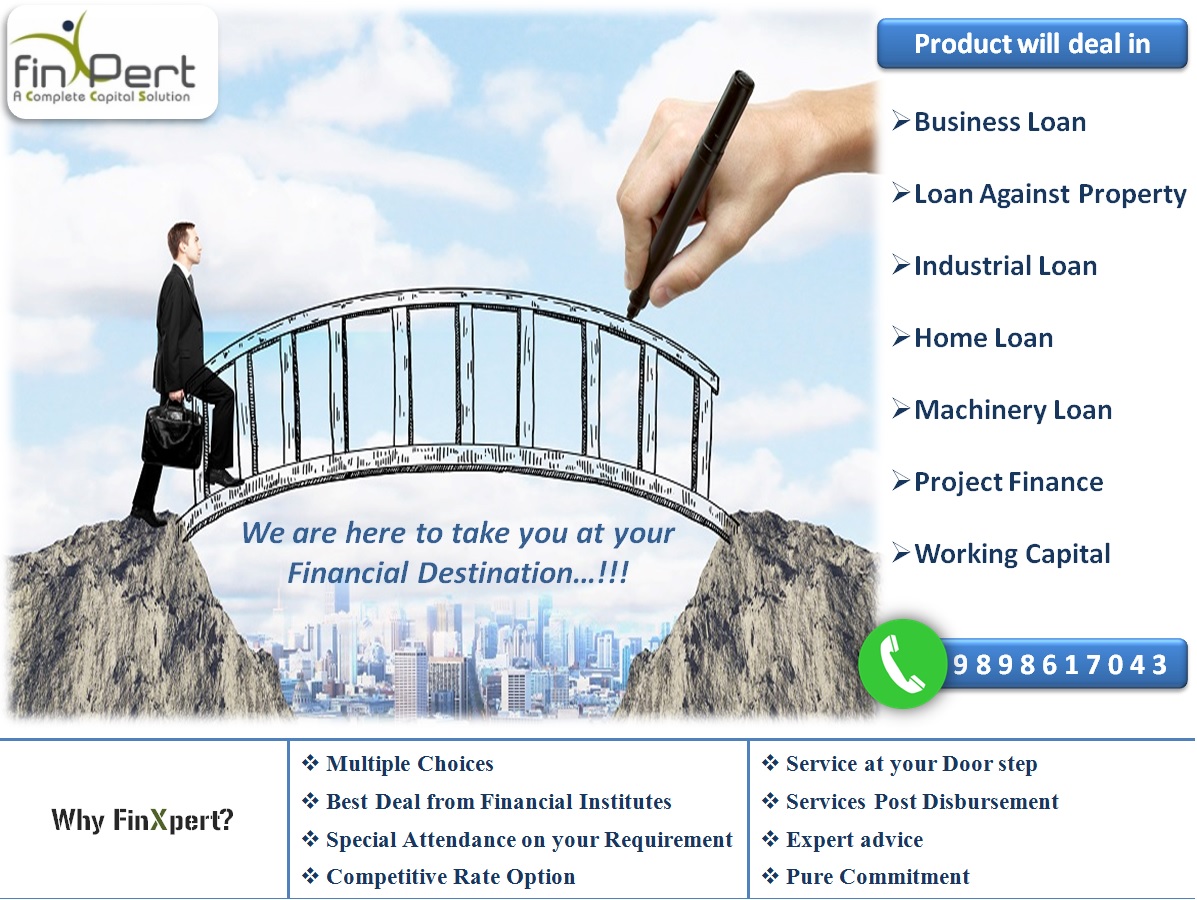 finXPert
A Complete Capital Solution
Product will deal in
Business Loan
Loan Against Property
Industrial Loan
Home Loan
Machinery Loan
Project Finance
Working Capital
We are here to take you at your
Financial Destination...!!!
9898617043
Why FinXpert?
Multiple Choices
Best Deal from Financial Institutes
Special Attendance on your Requirement
Competitive Rate Option
Service at your Door step
Services Post Disbursement
Expert advice
Pure Commitment